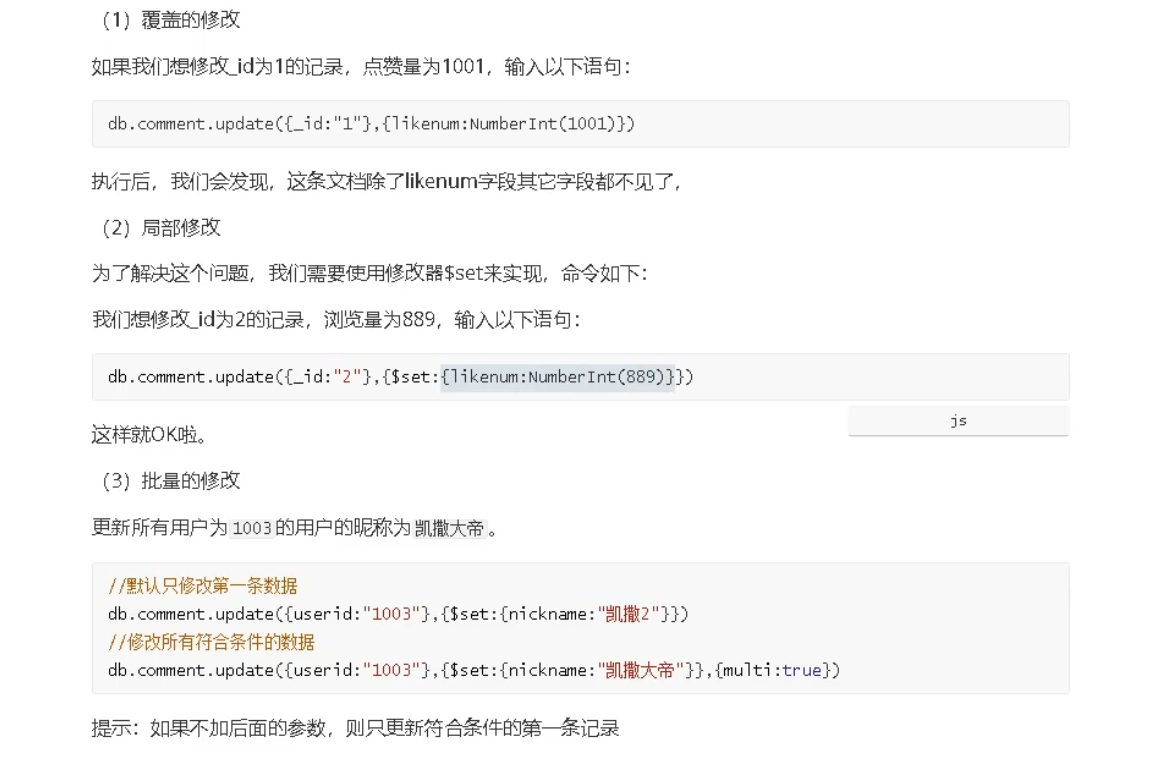 （1）覆盖的修改
如果我们想修改_id为1的记录，点赞量为1001，输入以下语句：
db.comment.update({_id:"1"},{likenum:NumberInt(1001)})
执行后，我们会发现，这条文档除了likenum字段其它字段都不见了，
（2）局部修改
为了解决这个问题，我们需要使用修改器$set来实现，命令如下：
我们想修改_id为2的记录，浏览量为889，输入以下语句：
db.comment.update({_id:"2"},{$set:{likenum:NumberInt(889)}})
js
这样就OK啦。
（3）批量的修改
更新所有用户为1003的用户的昵称为凯撒大帝。
//默认只修改第一条数据
db.comment.update({userid:"1003"},{$set:{nickname:"凯撒2"}})
//修改所有符合条件的数据
db.comment.update({userid:"1003"},{$set:{nickname:"凯撒大帝"}},{multi:true})
提示：如果不加后面的参数，则只更新符合条件的第一条记录